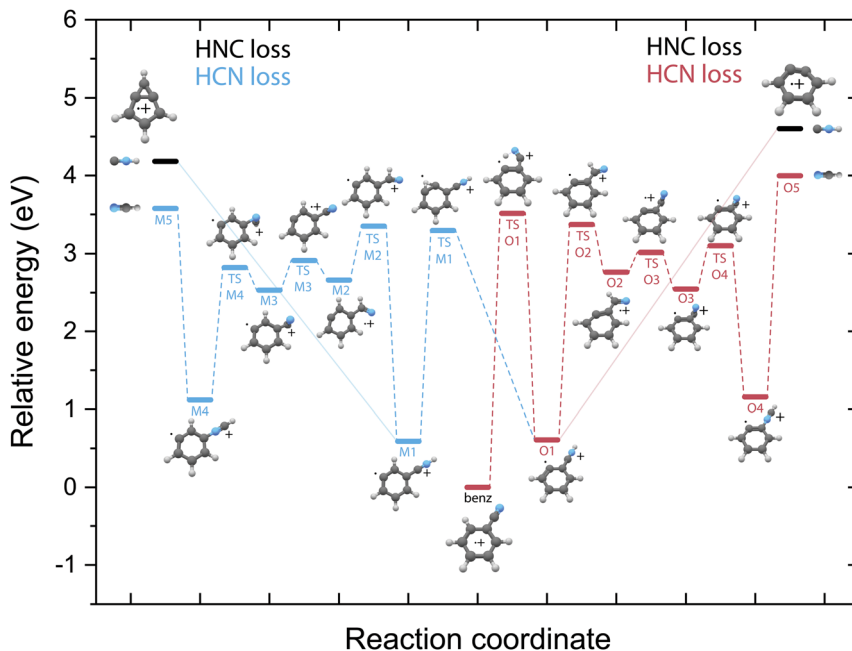 HNC loss
HCN loss
HNC loss
HCN loss
Relative energy (eV)
6
5
4
3
2
1
0
-1
M5
TS
M4
M4
M3
TS
M3
M2
TS
M2
M1
TS
M1
benz
TS
O1
O1
TS
O2
O2
TS
O3
O3
TS
O4
O4
O5
·+
·+
·+
·+
·+
·+
·+
+
+
+
+
+
+
+
+
+
+
+
+
Reaction coordinate